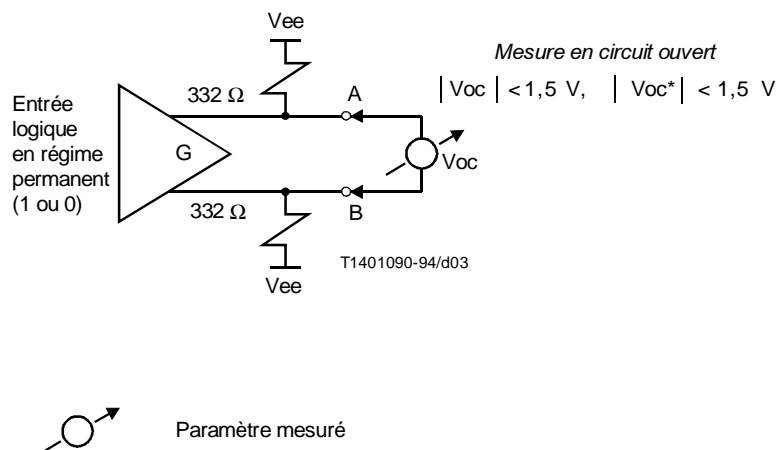 Vee
Mesure en circuit ouvert
332 Ω
A
| Voc | < 1,5 V, | Voc* | < 1,5 V
Entrée
logique
en régime
permanent
(1 ou 0)
G
Voc
332 Ω
B
T1401090-94/d03
Vee
Paramètre mesuré